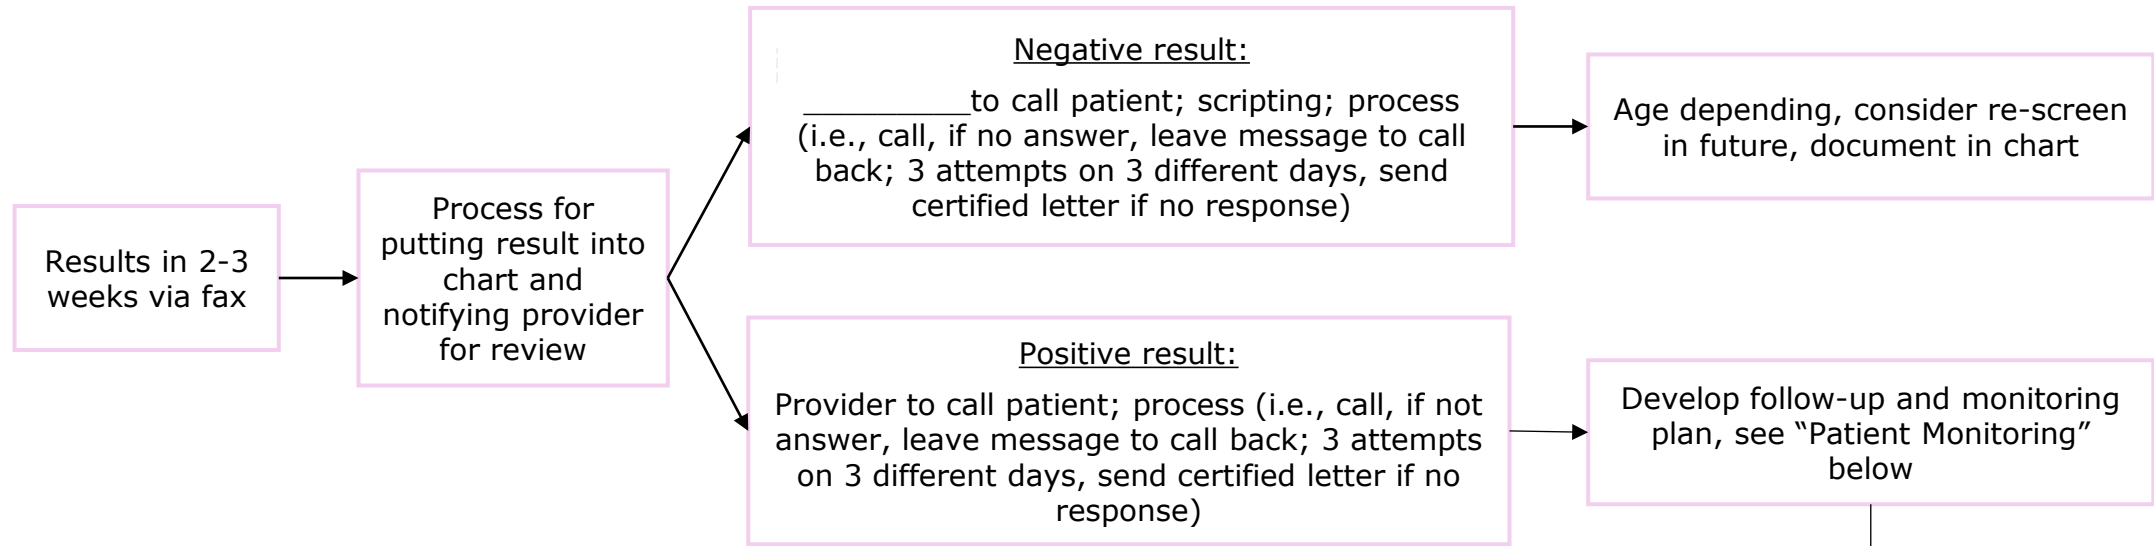 Results in 2-3
weeks via fax
Process for
putting result into
chart and
notifying provider
for review
Negative result:
__________to call patient; scripting; process
(i.e., call, if no answer, leave message to call
back; 3 attempts on 3 different days, send
certified letter if no response)
Age depending, consider re-screen
in future, document in chart
Positive result:
Provider to call patient; process (i.e., call, if not
answer, leave message to call back; 3 attempts
on 3 different days, send certified letter if no
response)
Develop follow-up and monitoring
plan, see “Patient Monitoring”
below